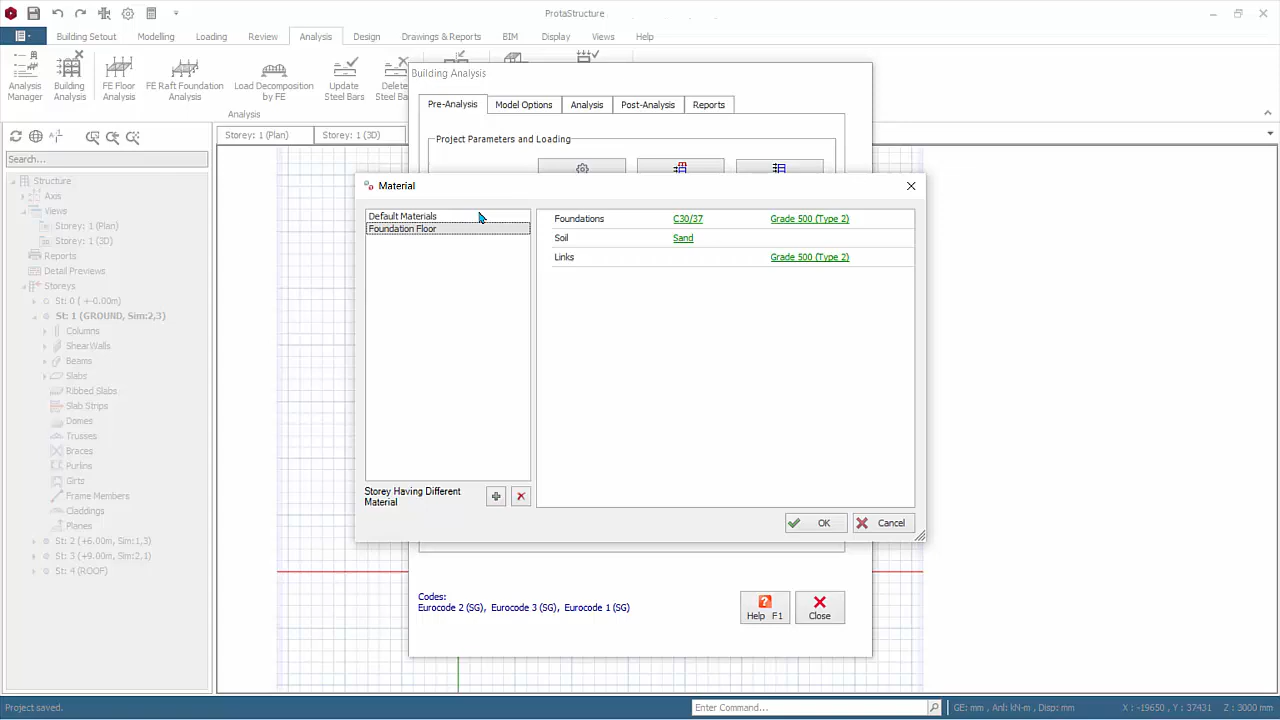 ProtaStructure
Building Setout
Modelling
Loading
Review
Analysis
Design
Drawings & Reports
BIM
Display
Views
Help
Analysis Manager
Building Analysis
FE Floor Analysis
FE Raft Foundation Analysis
Load Decomposition by FE
Update Steel Bars
Delete Steel Ba
Analysis
Search...
Structure
Axis
Views
Storey: 1 (Plan)
Storey: 1 (3D)
Reports
Detail Previews
Storeys
St: 0 ( +-0.00m)
St: 1 (GROUND, Sim:2,3)
Columns
ShearWalls
Beams
Slabs
Ribbed Slabs
Slab Strips
Domes
Trusses
Braces
Purlins
Girts
Frame Members
Claddings
Planes
St: 2 (+6.00m, Sim:1,3)
St: 3 (+9.00m, Sim:2,1)
St: 4 (ROOF)
Storey: 1 (Plan)
Storey: 1 (3D)
Building Analysis
Pre-Analysis
Model Options
Analysis
Post-Analysis
Reports
Project Parameters and Loading
Material
Default Materials
Foundation Floor
Storey Having Different
Material
Foundations C30/37 Grade 500 (Type 2)
Soil Sand
Links Grade 500 (Type 2)
OK
Cancel
Codes:
Eurocode 2 (SG), Eurocode 3 (SG), Eurocode 1 (SG)
Help F1
Close
Project saved.
Enter Command...
GE: mm , Anl: kN-m , Disp: mm
X : -19650 , Y : 37431
Z : 3000 mm